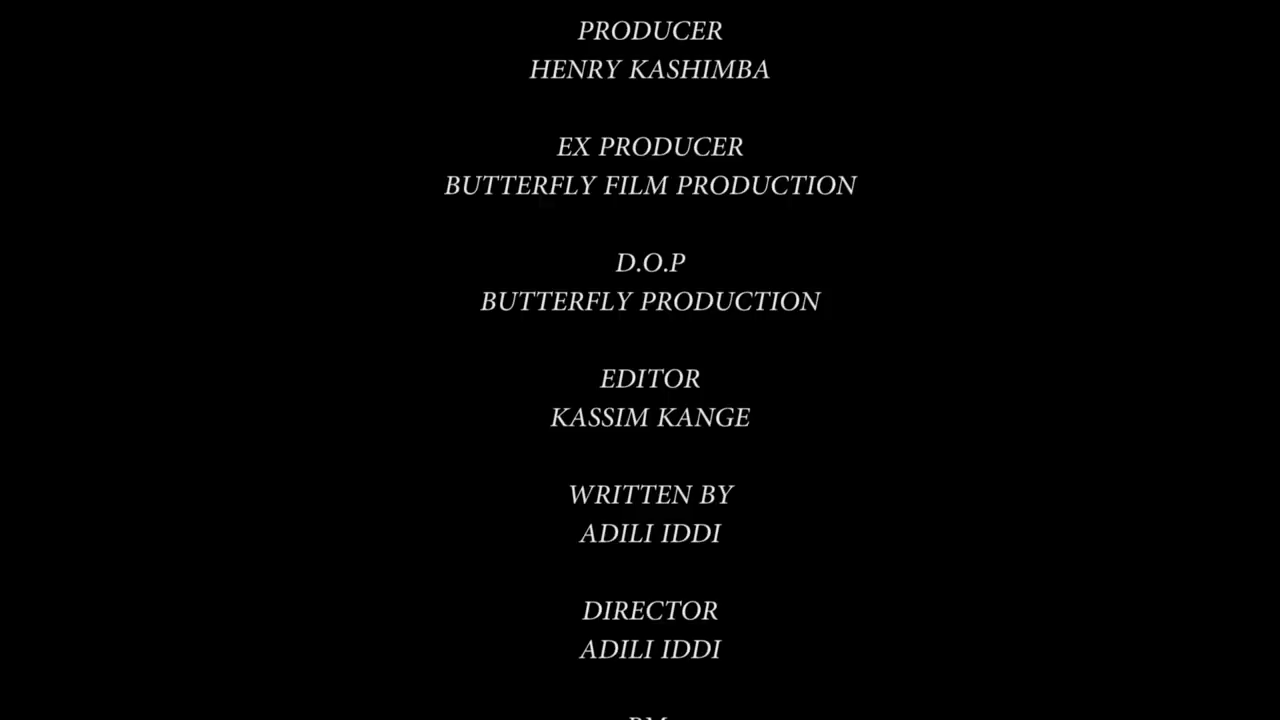 PRODUCER
HENRY KASHIMBA
EX PRODUCER
BUTTERFLY FILM PRODUCTION
D.O.P
BUTTERFLY PRODUCTION
EDITOR
KASSIM KANGE
WRITTEN BY
ADILI IDDI
DIRECTOR
ADILI IDDI